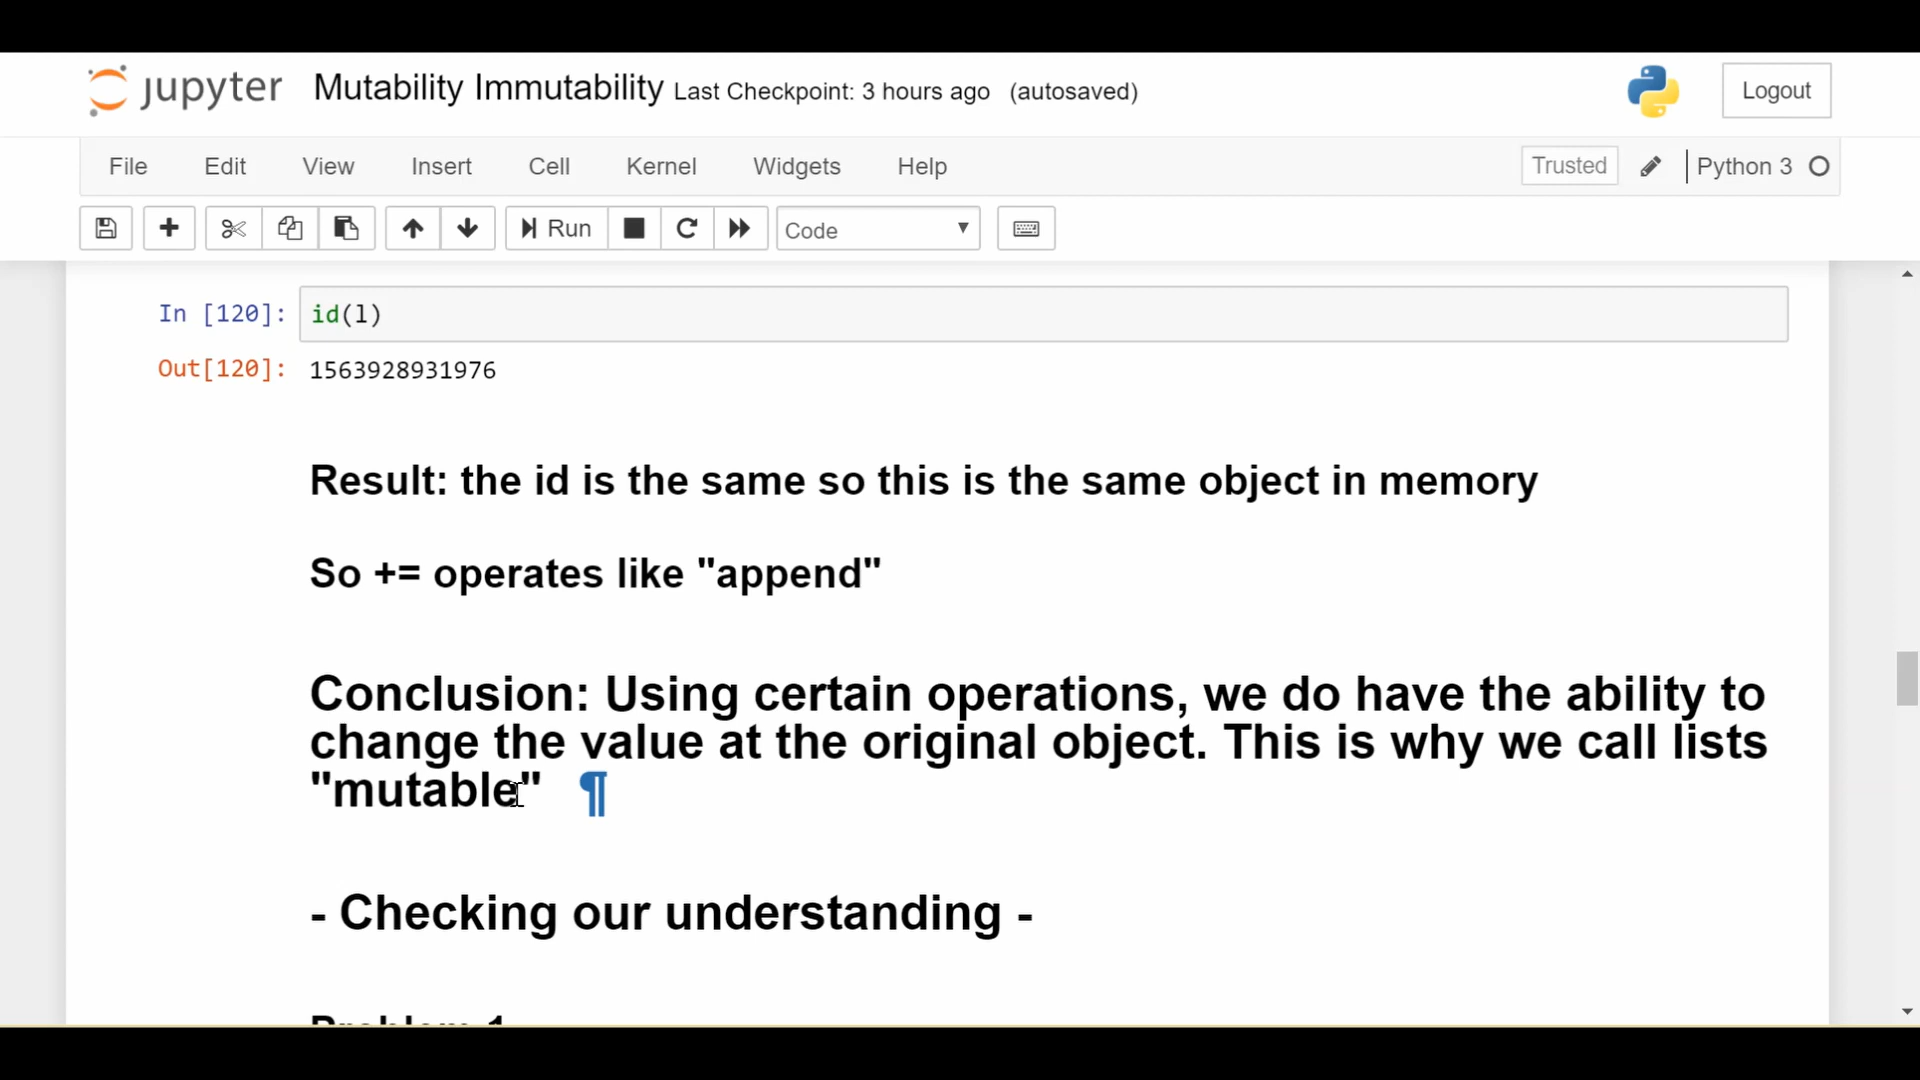 jupyter Mutability Immutability Last Checkpoint: 3 hours ago (autosaved) Logout
File Edit View Insert Cell Kernel Widgets Help Trusted Python 3
Run Code
In [120]: id(l)
Out[120]: 1563928931976
Result: the id is the same so this is the same object in memory
So += operates like "append"
Conclusion: Using certain operations, we do have the ability to
change the value at the original object. This is why we call lists
"mutable" ¶
- Checking our understanding -
Problem 1